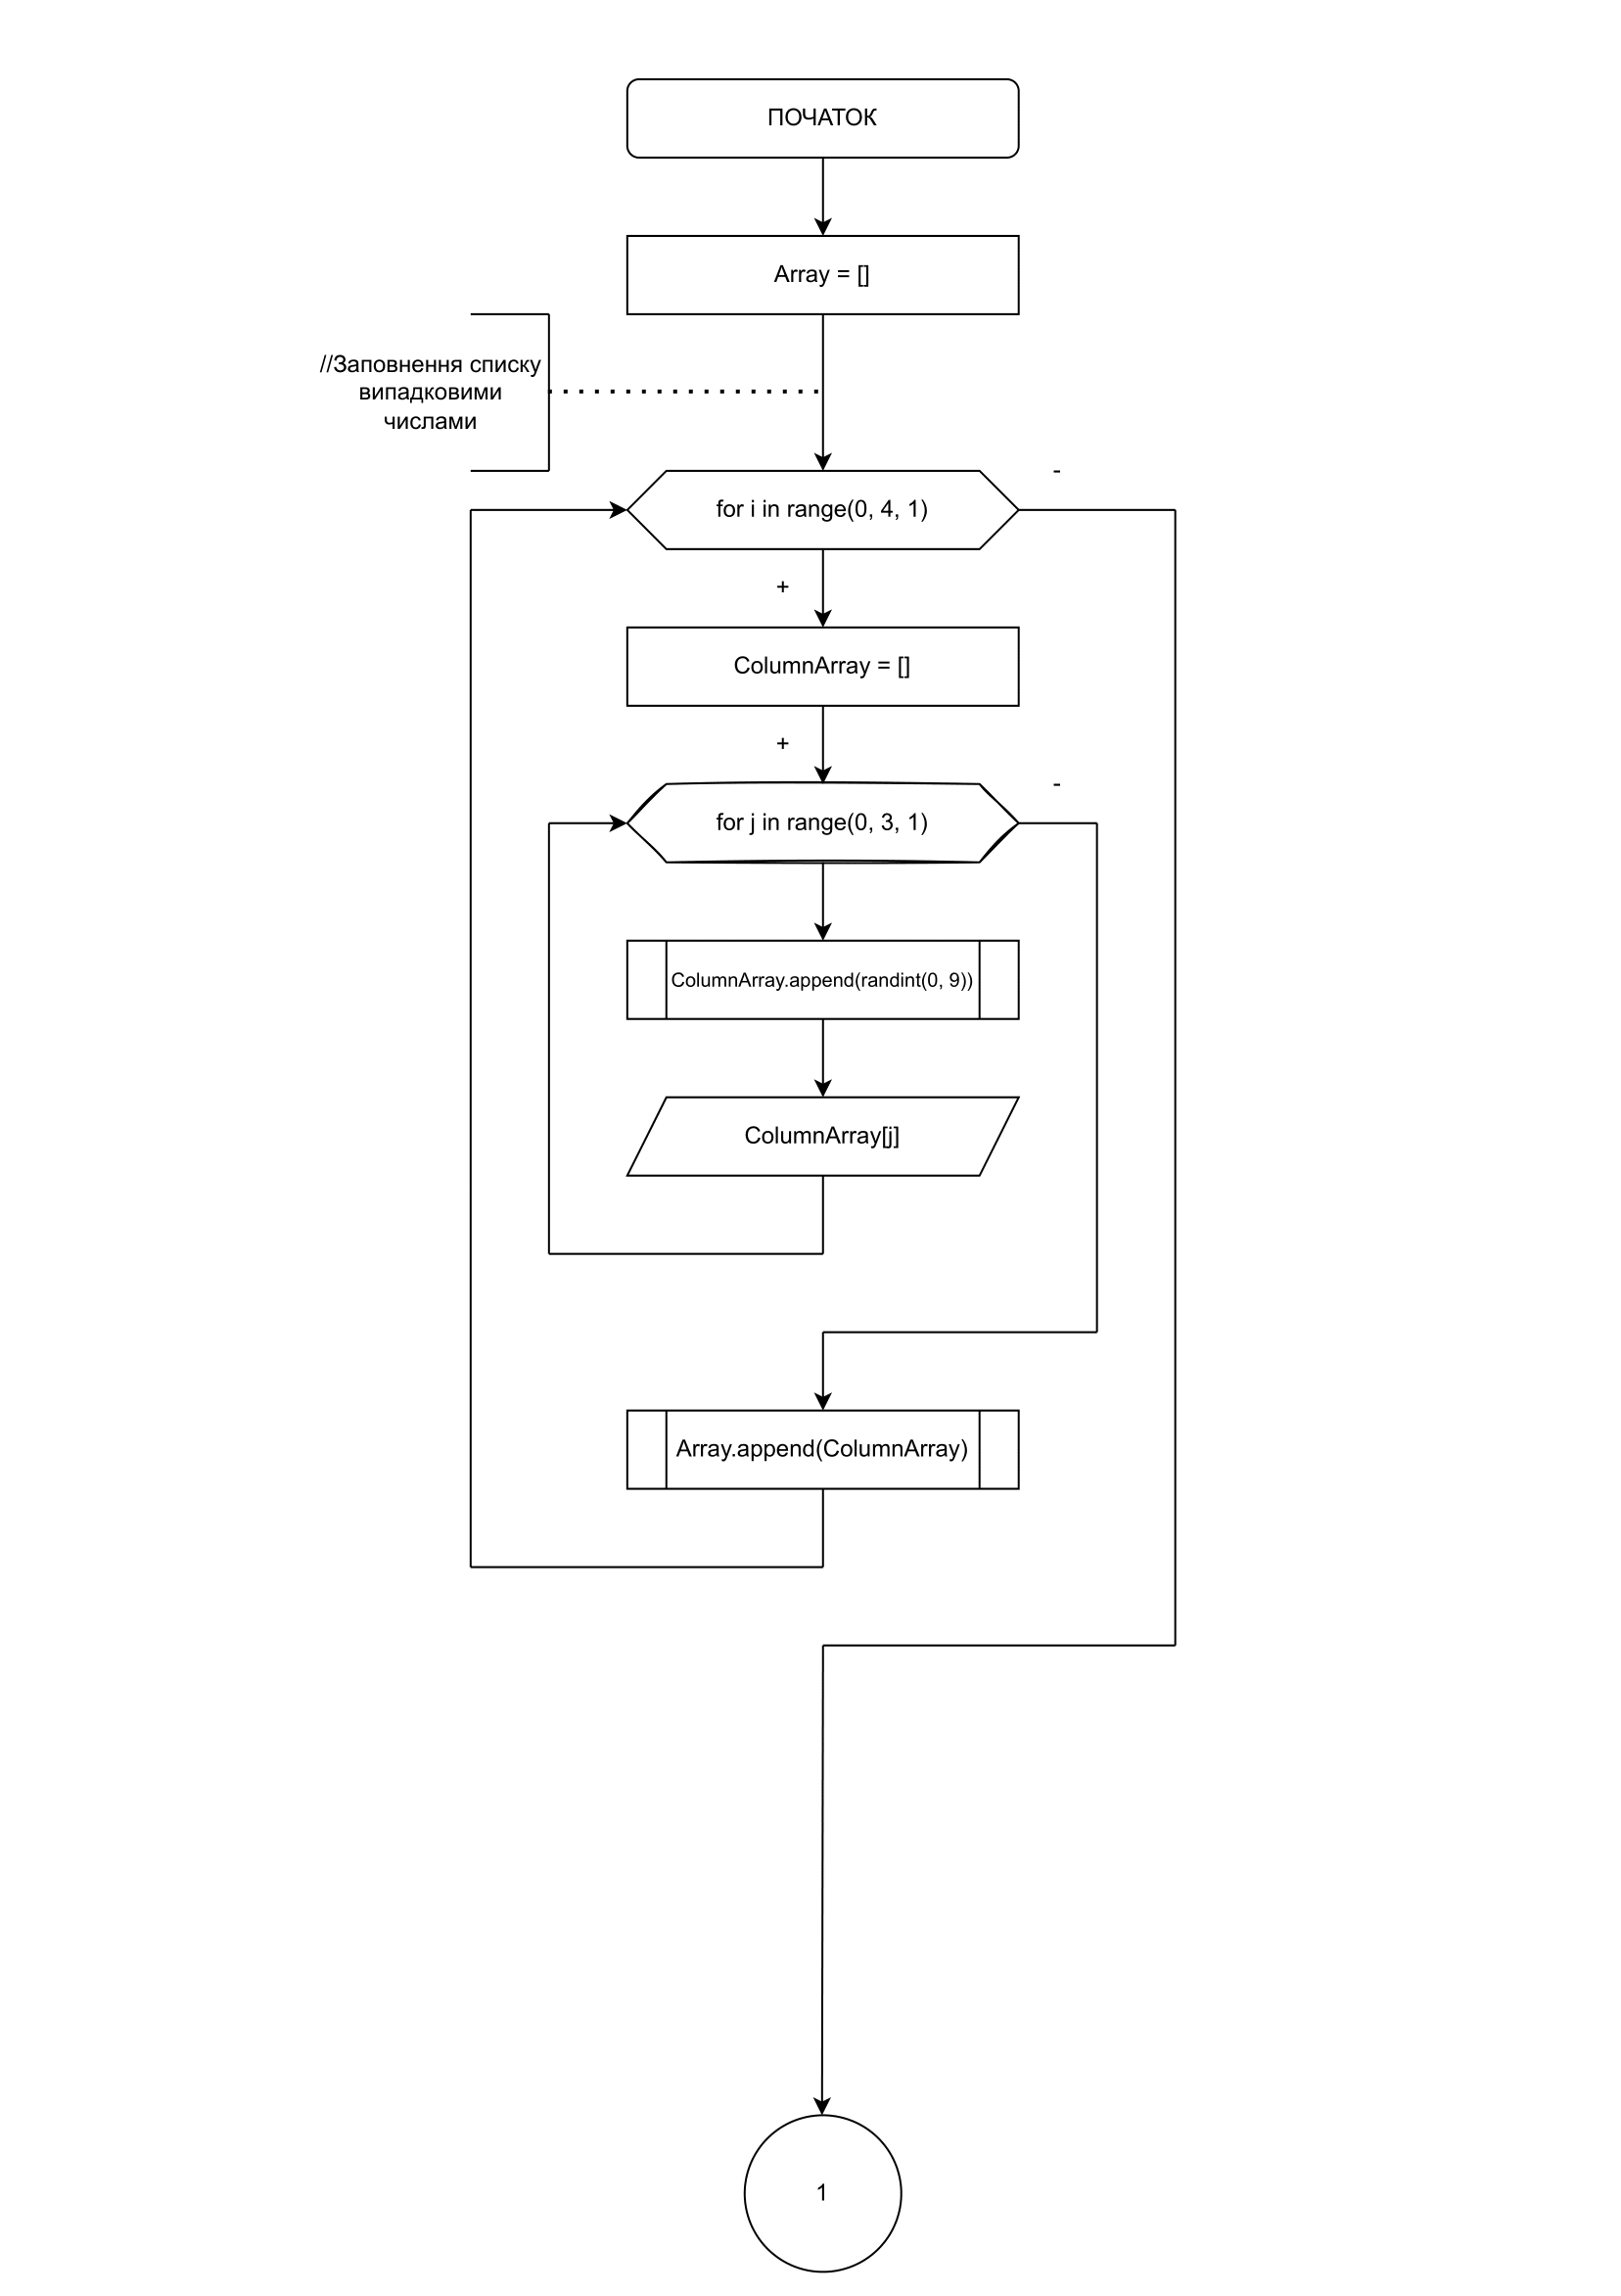 ПОЧАТОК
Array = []
//Заповнення списку
випадковими
числами
-
for i in range(0, 4, 1)
+
ColumnArray = []
+
-
for j in range(0, 3, 1)
ColumnArray.append(randint(0, 9))
ColumnArray[j]
Array.append(ColumnArray)
1